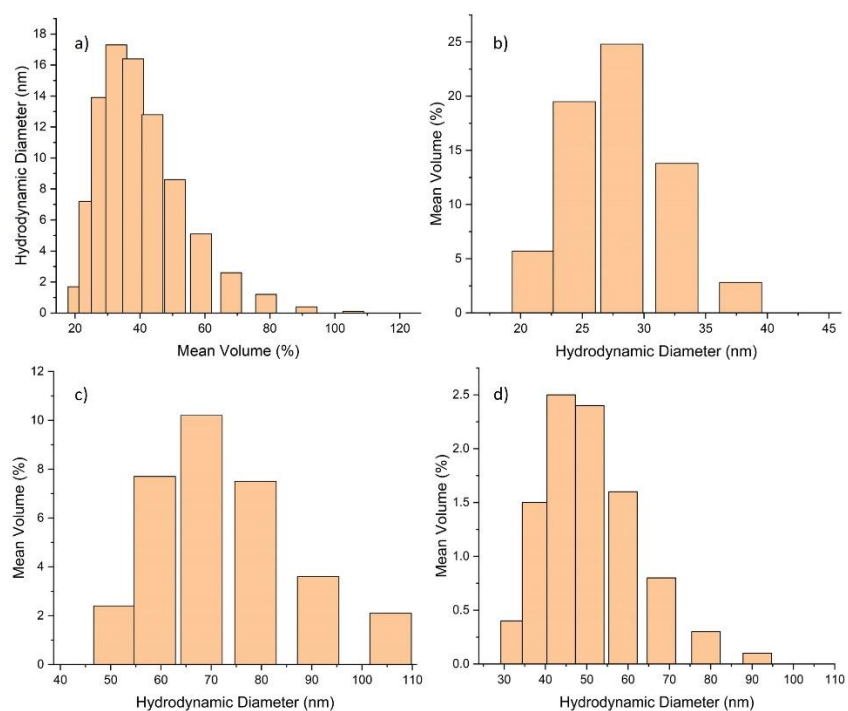 a)
Hydrodynamic Diameter (nm)
18
16
14
12
10
8
6
4
2
0
20 40 60 80 100 120
Mean Volume (%)
b)
Mean Volume (%)
25
20
15
10
5
0
20 25 30 35 40 45
Hydrodynamic Diameter (nm)
c)
Mean Volume (%)
12
10
8
6
4
2
0
40 50 60 70 80 90 100 110
Hydrodynamic Diameter (nm)
d)
Mean Volume (%)
2.5
2.0
1.5
1.0
0.5
0.0
30 40 50 60 70 80 90 100 110
Hydrodynamic Diameter (nm)